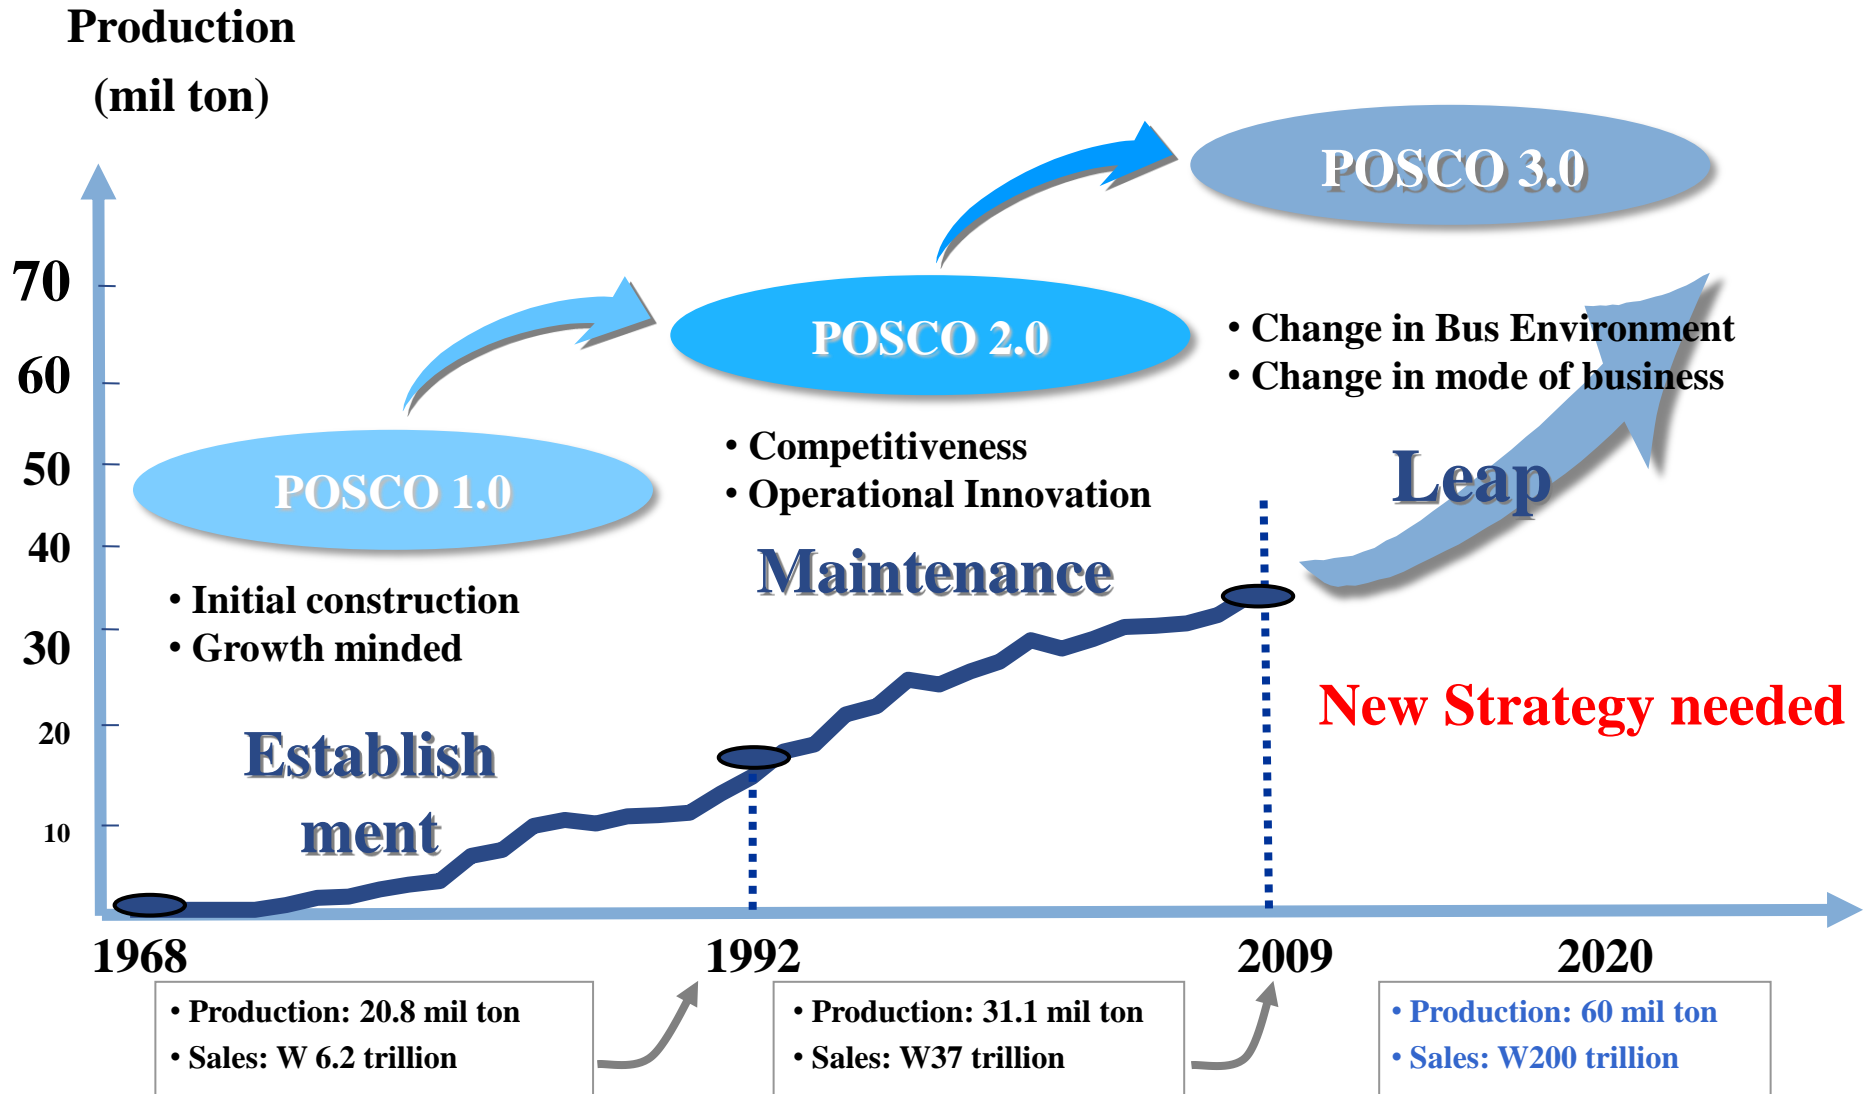 Production
(mil ton)
POSCO 3.0
70
• Change in Bus Environment
• Change in mode of business
POSCO 2.0
60
• Competitiveness
• Operational Innovation
50
Leap
POSCO 1.0
40
Maintenance
• Initial construction
• Growth minded
30
New Strategy needed
20
Establish
ment
10
1968
1992
2009
2020
• Production: 20.8 mil ton
• Sales: W 6.2 trillion
• Production: 31.1 mil ton
• Sales: W37 trillion
• Production: 60 mil ton
• Sales: W200 trillion